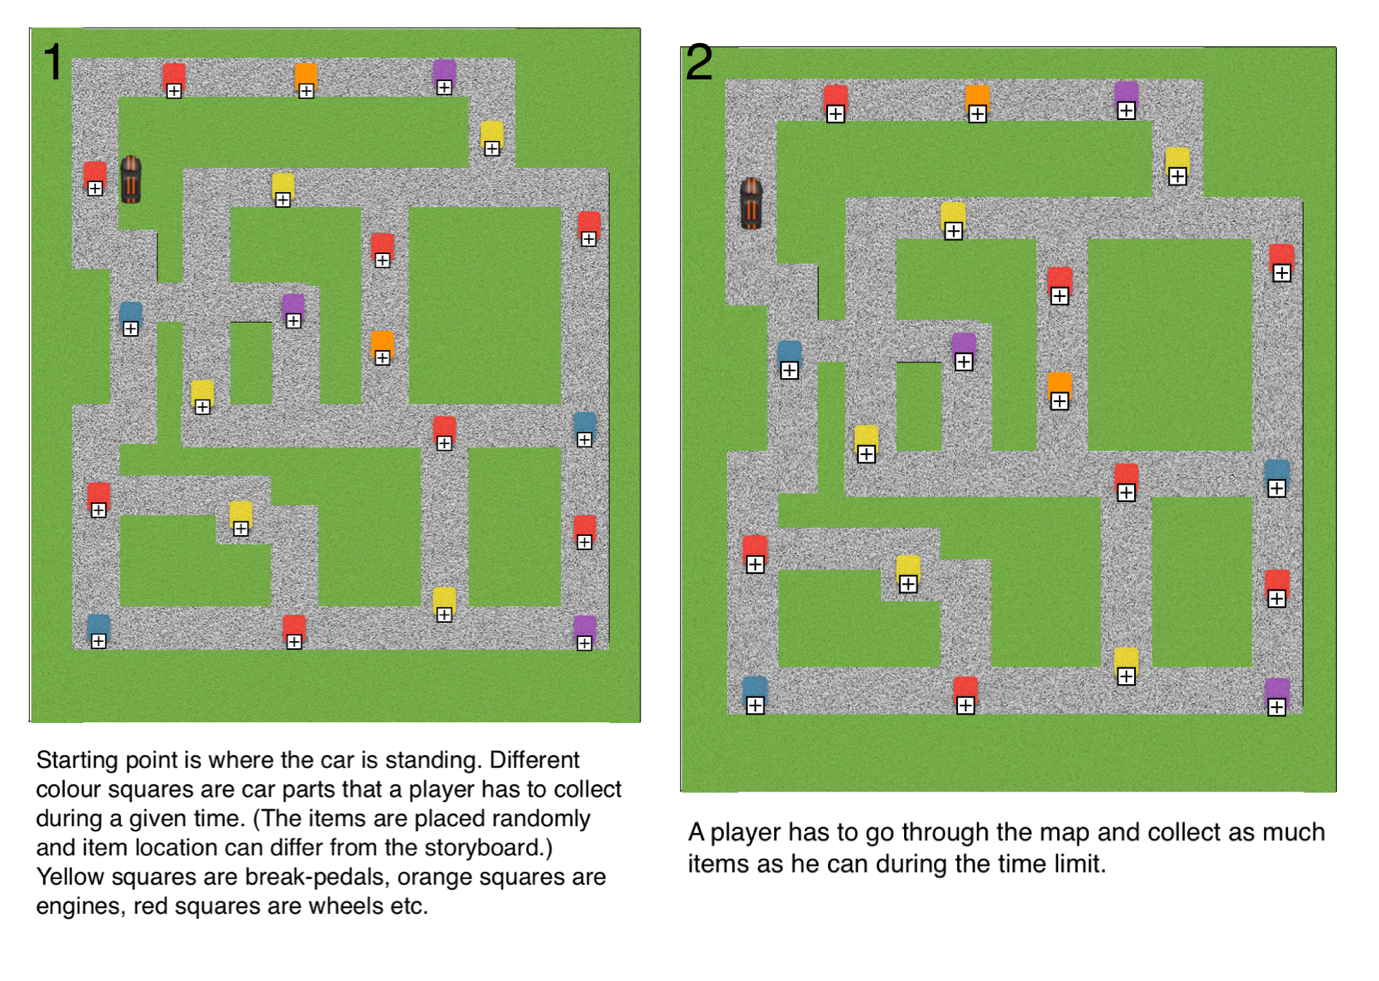 1
Starting point is where the car is standing. Different
colour squares are car parts that a player has to collect
during a given time. (The items are placed randomly
and item location can differ from the storyboard.)
Yellow squares are break-pedals, orange squares are
engines, red squares are wheels etc.
2
A player has to go through the map and collect as much
items as he can during the time limit.